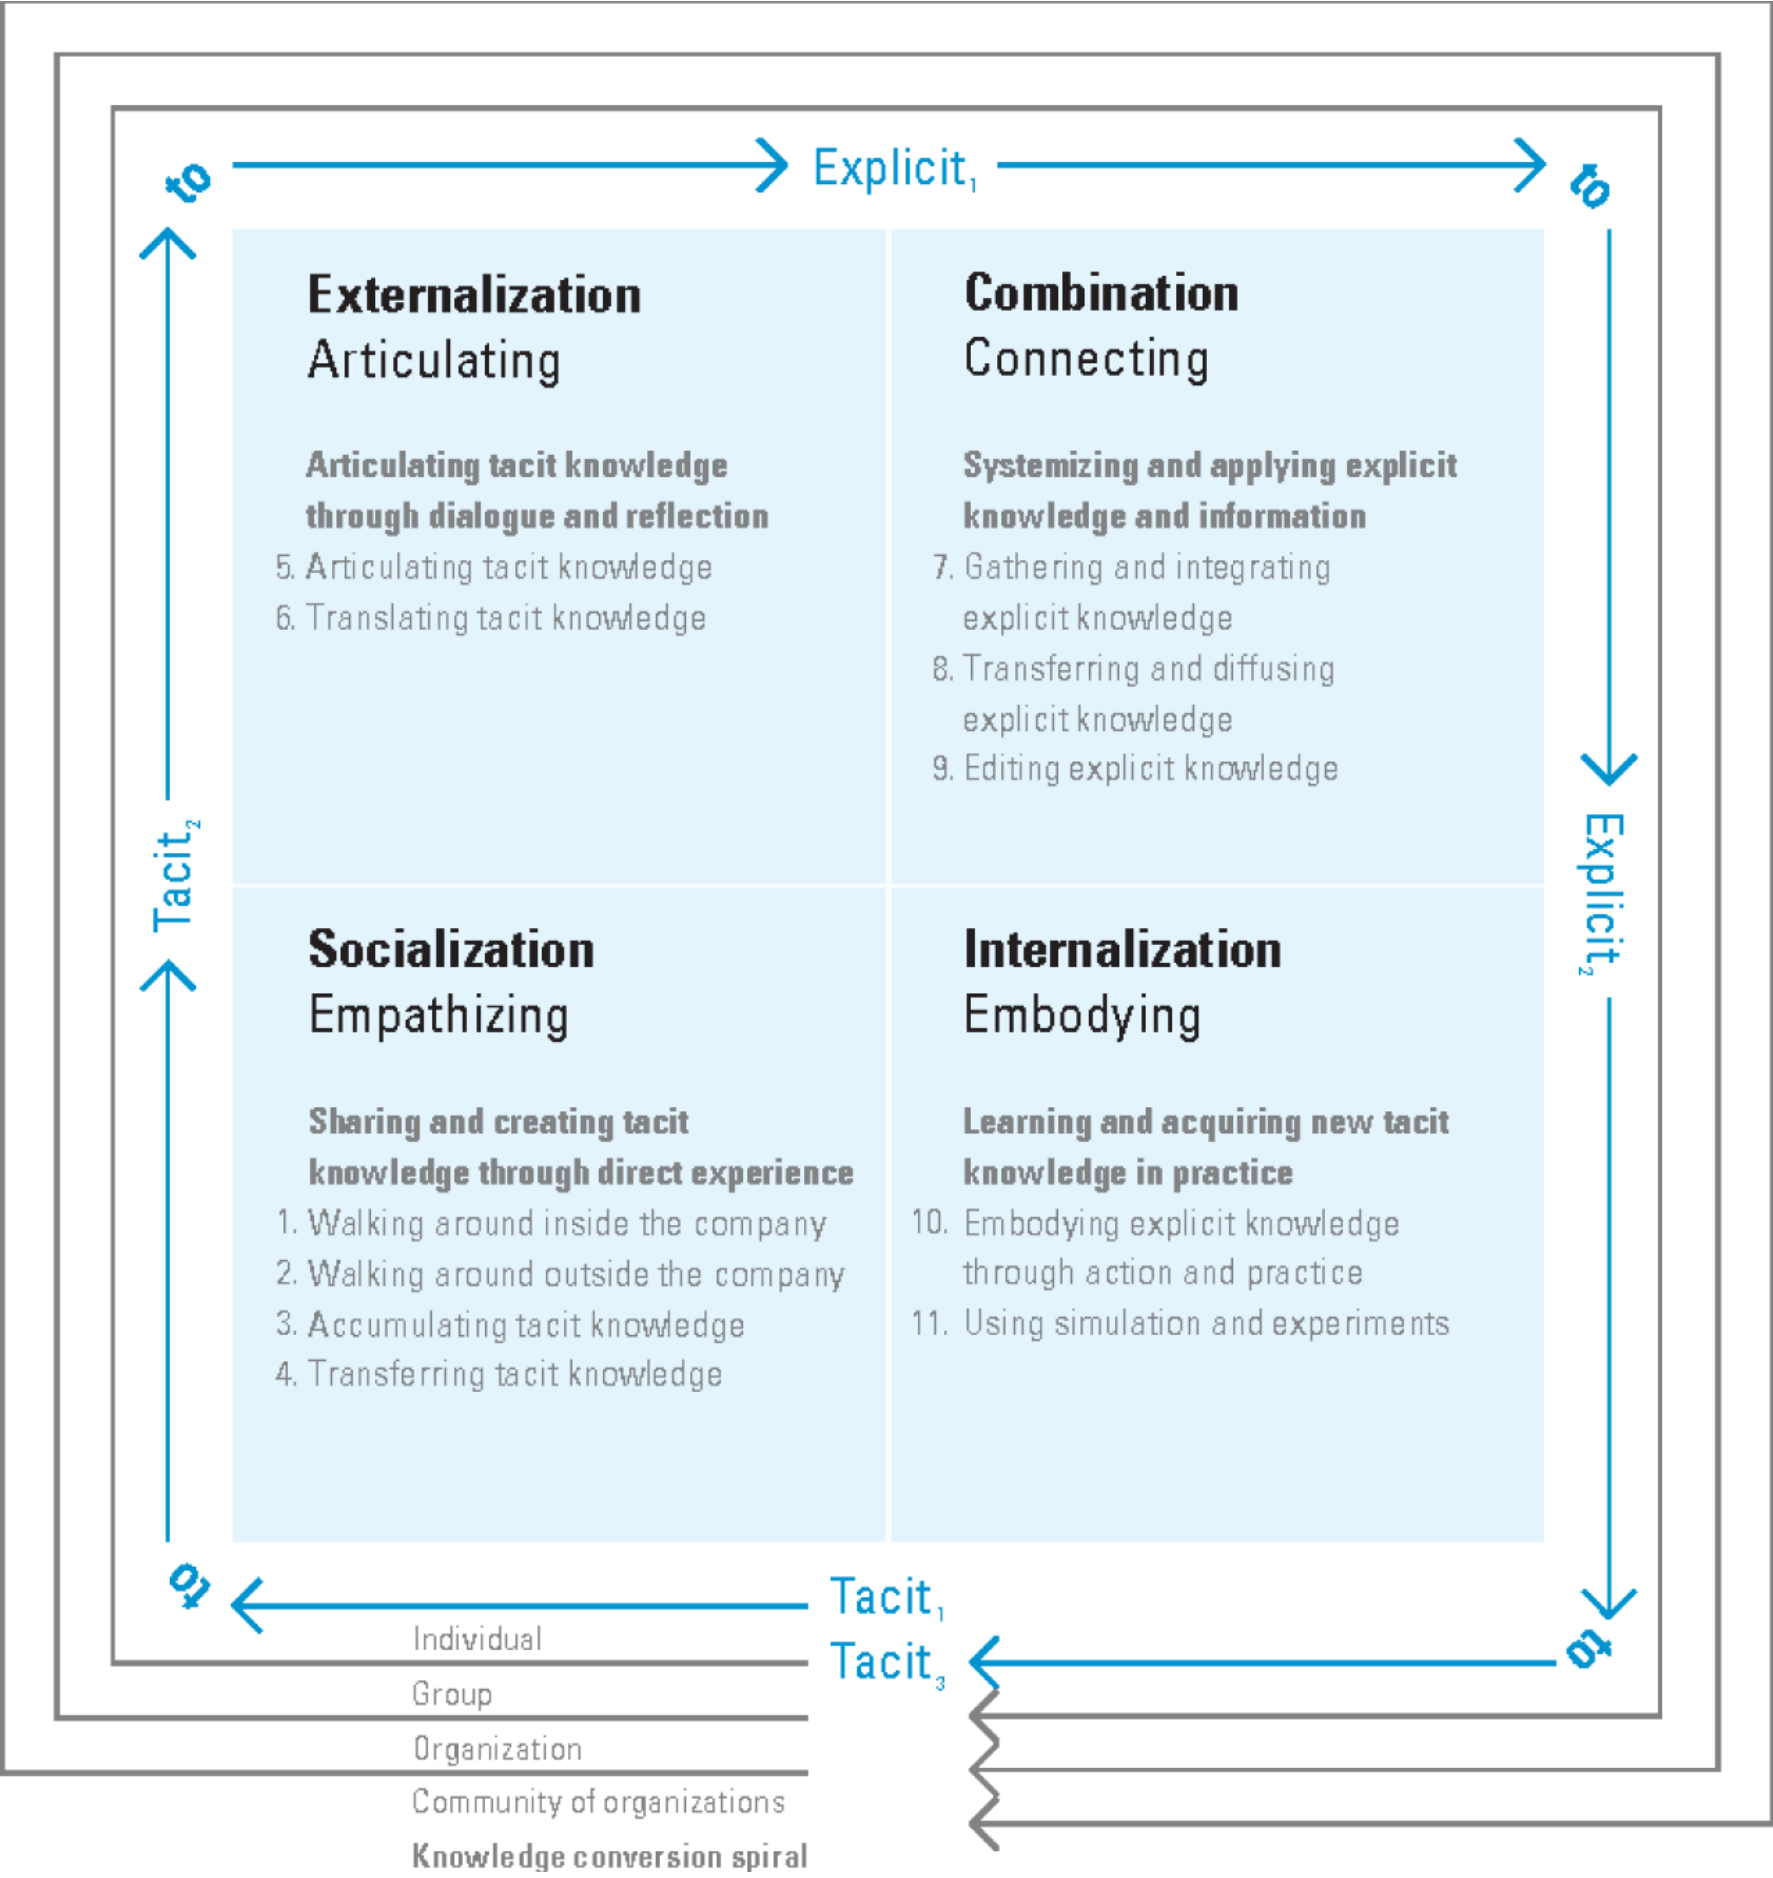 to
Explicit1
to
Externalization
Articulating
Articulating tacit knowledge
through dialogue and reflection
5. Articulating tacit knowledge
6. Translating tacit knowledge
Combination
Connecting
Systemizing and applying explicit
knowledge and information
7. Gathering and integrating
explicit knowledge
8. Transferring and diffusing
explicit knowledge
9. Editing explicit knowledge
Tacit2
Explicit2
Socialization
Empathizing
Sharing and creating tacit
knowledge through direct experience
1. Walking around inside the company
2. Walking around outside the company
3. Accumulating tacit knowledge
4. Transferring tacit knowledge
Internalization
Embodying
Learning and acquiring new tacit
knowledge in practice
10. Embodying explicit knowledge
through action and practice
11. Using simulation and experiments
to
Tacit1
Tacit3
to
Individual
Group
Organization
Community of organizations
Knowledge conversion spiral